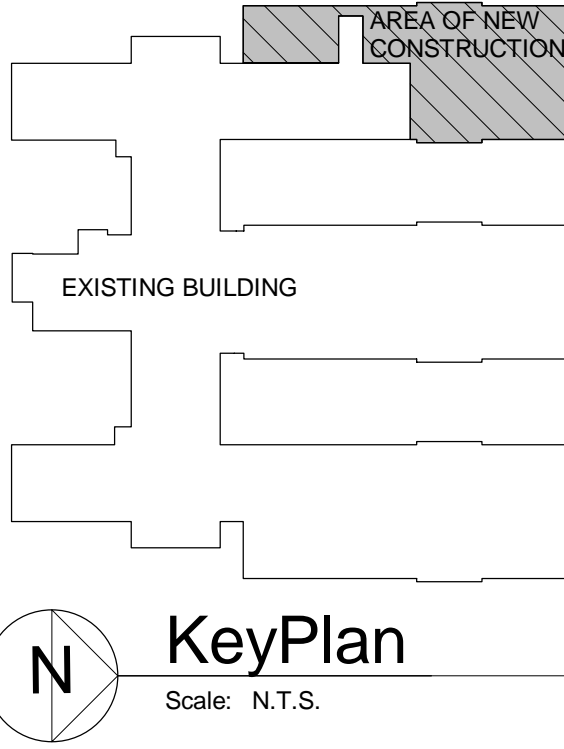 AREA OF NEW
CONSTRUCTION
EXISTING BUILDING
N
KeyPlan
Scale: N.T.S.